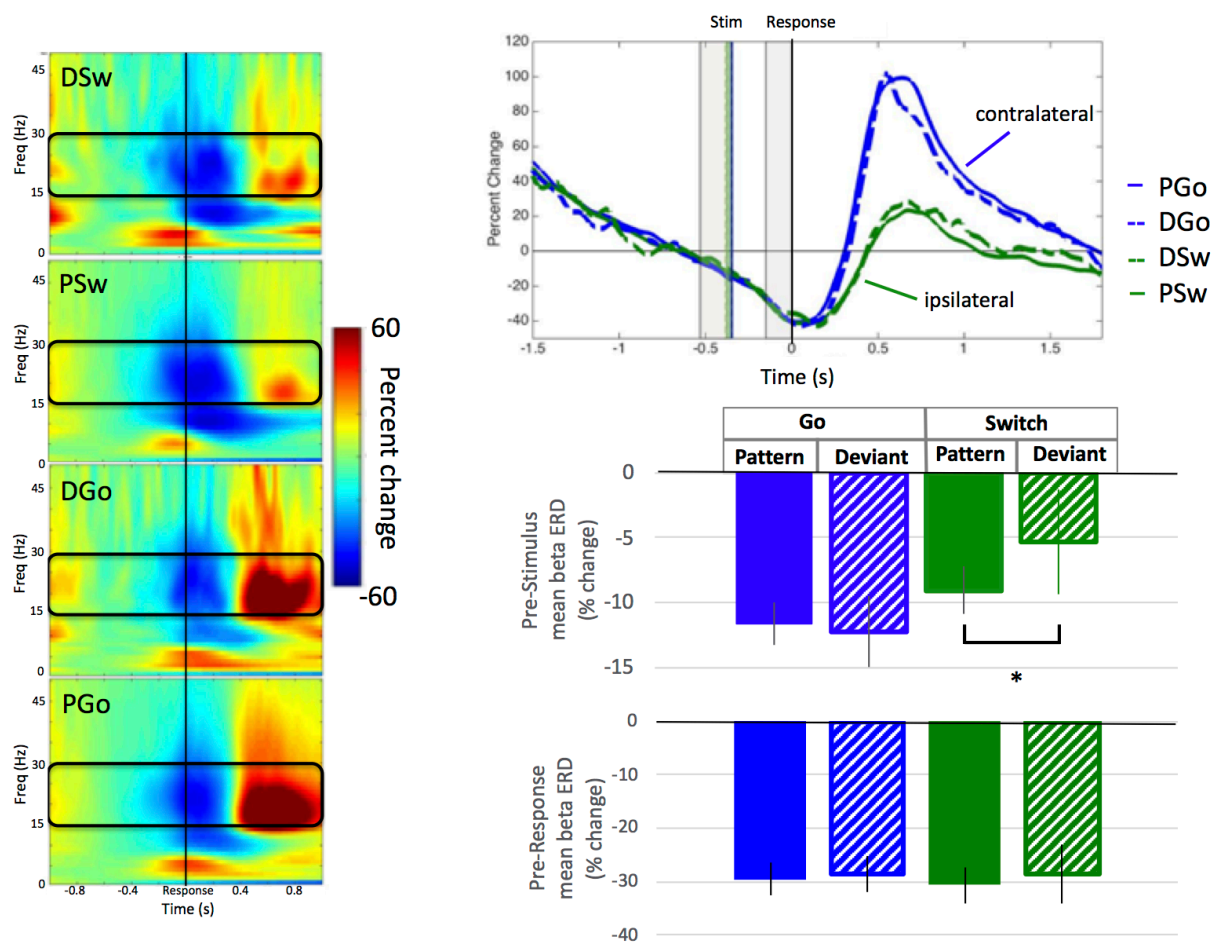 DSw
Freq (Hz)
45
30
15
0
PSw
Freq (Hz)
45
30
15
0
DGo
Freq (Hz)
45
30
15
0
PGo
Freq (Hz)
45
30
15
0
-0.8
-0.4
Response
0.4
0.8
Time (s)
60
Percent change
-60
Stim
Response
Percent Change
120
100
80
60
40
20
0
-20
-40
-1.5
-1
-0.5
0
0.5
1
1.5
Time (s)
contralateral
ipsilateral
PGo
DGo
DSw
PSw
Go
Switch
Pattern
Deviant
Pattern
Deviant
Pre-Stimulus
mean beta ERD
(% change)
0
-5
-10
-15
*
Pre-Response
mean beta ERD
(% change)
0
-10
-20
-30
-40